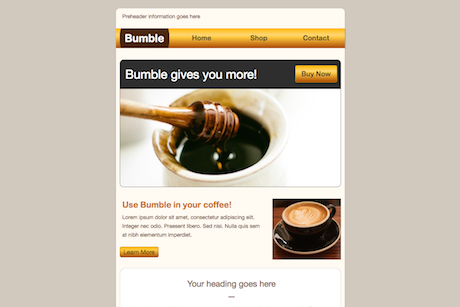 Preheader information goes here
Bumble Home Shop Contact
Bumble gives you more! Buy Now
Use Bumble in your coffee!
Lorem ipsum dolor sit amet, consectetur adipiscing elit.
Integer nec odio. Praesent libero. Sed nisi. Nulla quis sem
at nibh elementum imperdiet.
Learn More
Your heading goes here